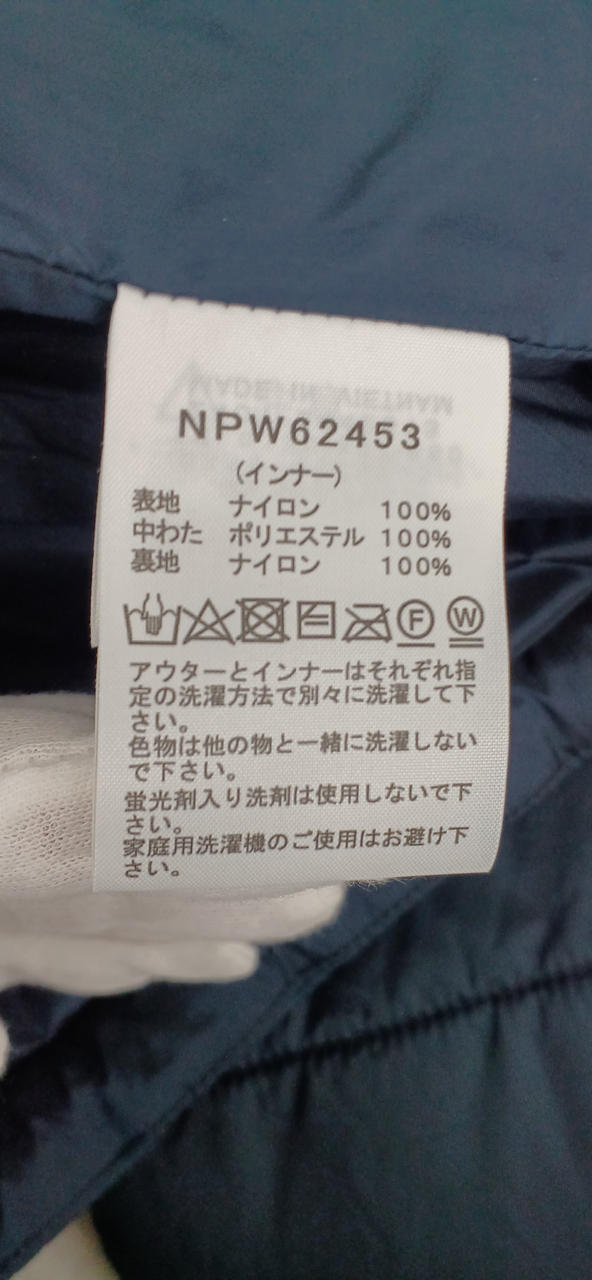 NPW62453
(インナー)
表地 ナイロン 100%
中わた ポリエステル 100%
裏地 ナイロン 100%
F W
アウターとインナーはそれぞれ指
定の洗濯方法で別々に洗濯して下
さい。
色物は他の物と一緒に洗濯しない
で下さい。
蛍光剤入り洗剤は使用しないで下
さい。
家庭用洗濯機のご使用はお避け下
さい。